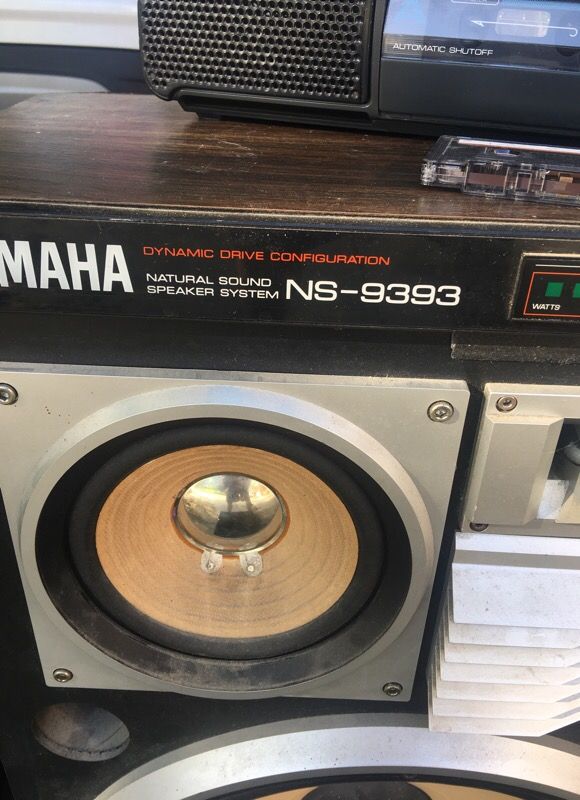 AUTOMATIC SHUTOFF
MAHA
DYNAMIC DRIVE CONFIGURATION
NATURAL SOUND
SPEAKER SYSTEM NS-9393
WATTS